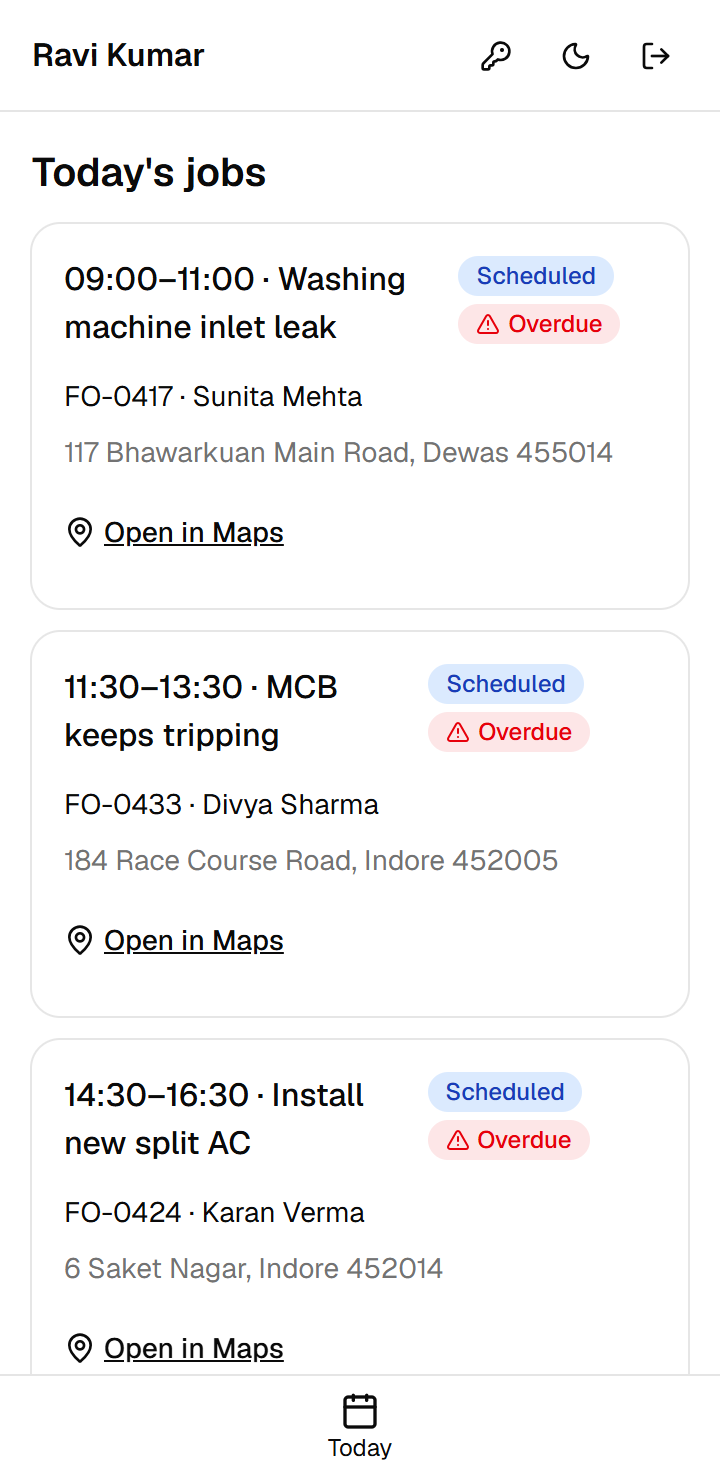 Ravi Kumar
Today's jobs
09:00–11:00 · Washing
machine inlet leak
Scheduled
Overdue
FO-0417 · Sunita Mehta
117 Bhawarkuan Main Road, Dewas 455014
Open in Maps
11:30–13:30 · MCB
keeps tripping
Scheduled
Overdue
FO-0433 · Divya Sharma
184 Race Course Road, Indore 452005
Open in Maps
14:30–16:30 · Install
new split AC
Scheduled
Overdue
FO-0424 · Karan Verma
6 Saket Nagar, Indore 452014
Open in Maps
Today